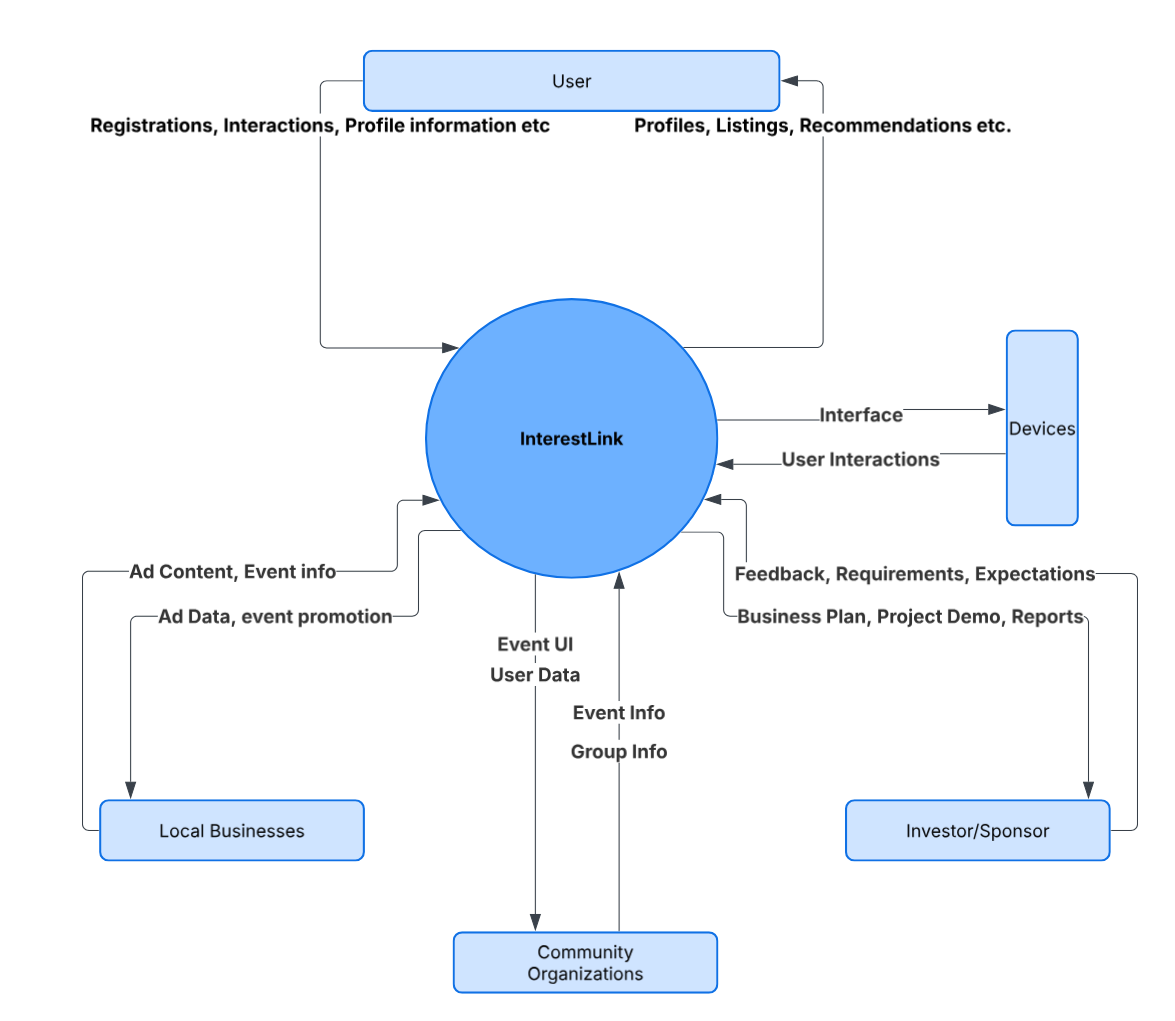 User
Registrations, Interactions, Profile information etc
Profiles, Listings, Recommendations etc.
InterestLink
Interface
Devices
User Interactions
Ad Content, Event info
Feedback, Requirements, Expectations
Ad Data, event promotion
Business Plan, Project Demo, Reports
Event UI
User Data
Event Info
Group Info
Local Businesses
Investor/Sponsor
Community
Organizations